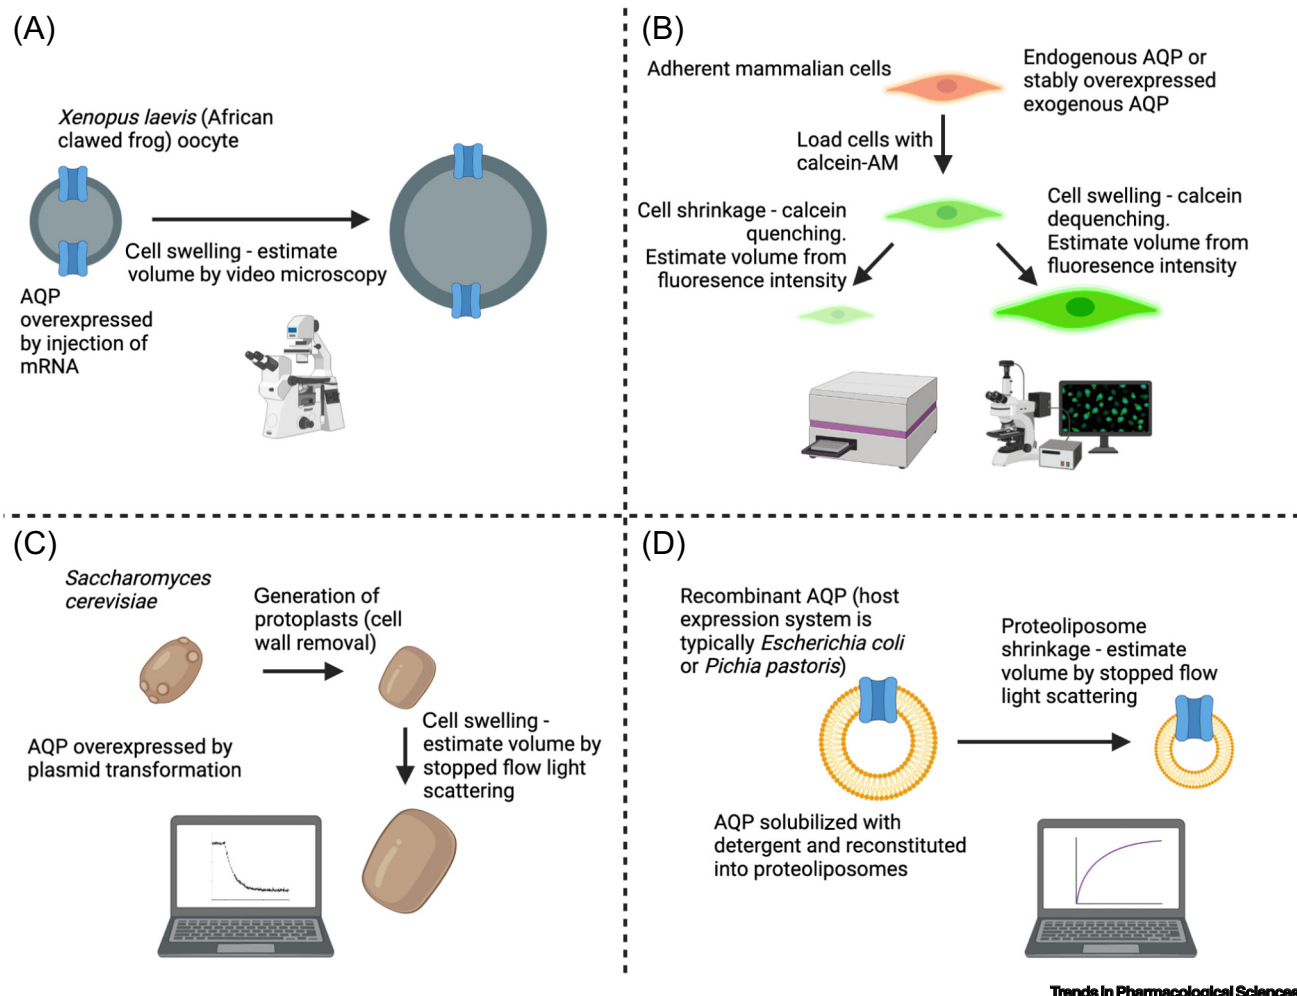 (A)
Xenopus laevis (African
clawed frog) oocyte
Cell swelling - estimate
volume by video microscopy
AQP
overexpressed
by injection of
mRNA
(B)
Adherent mammalian cells
Endogenous AQP or
stably overexpressed
exogenous AQP
Load cells with
calcein-AM
Cell shrinkage - calcein
quenching.
Estimate volume from
fluoresence intensity
Cell swelling - calcein
dequenching.
Estimate volume from
fluoresence intensity
(C)
Saccharomyces
cerevisiae
Generation of
protoplasts (cell
wall removal)
Cell swelling -
estimate volume by
stopped flow light
scattering
AQP overexpressed by
plasmid transformation
(D)
Recombinant AQP (host
expression system is
typically Escherichia coli
or Pichia pastoris)
Proteoliposome
shrinkage - estimate
volume by stopped flow
light scattering
AQP solubilized with
detergent and reconstituted
into proteoliposomes
Trends in Pharmacological Sciences